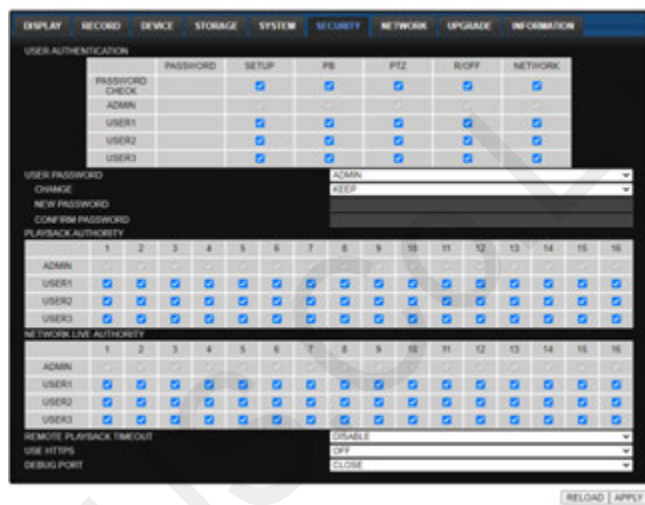 DISPLAY RECORD DEVICE STORAGE SYSTEM SECURITY NETWORK UPGRADE INFORMATION
USER AUTHENTICATION
PASSWORD SETUP PB PTZ R/OFF NETWORK
PASSWORD CHECK
ADMIN
USER1
USER2
USER3
USER PASSWORD ADMIN
CHANGE KEEP
NEW PASSWORD
CONFIRM PASSWORD
PLAYBACK AUTHORITY
1 2 3 4 5 6 7 8 9 10 11 12 13 14 15 16
ADMIN
USER1
USER2
USER3
NETWORK LIVE AUTHORITY
1 2 3 4 5 6 7 8 9 10 11 12 13 14 15 16
ADMIN
USER1
USER2
USER3
REMOTE PLAYBACK TIMEOUT DISABLE
USE HTTPS OFF
DEBUG PORT CLOSE
RELOAD APPLY